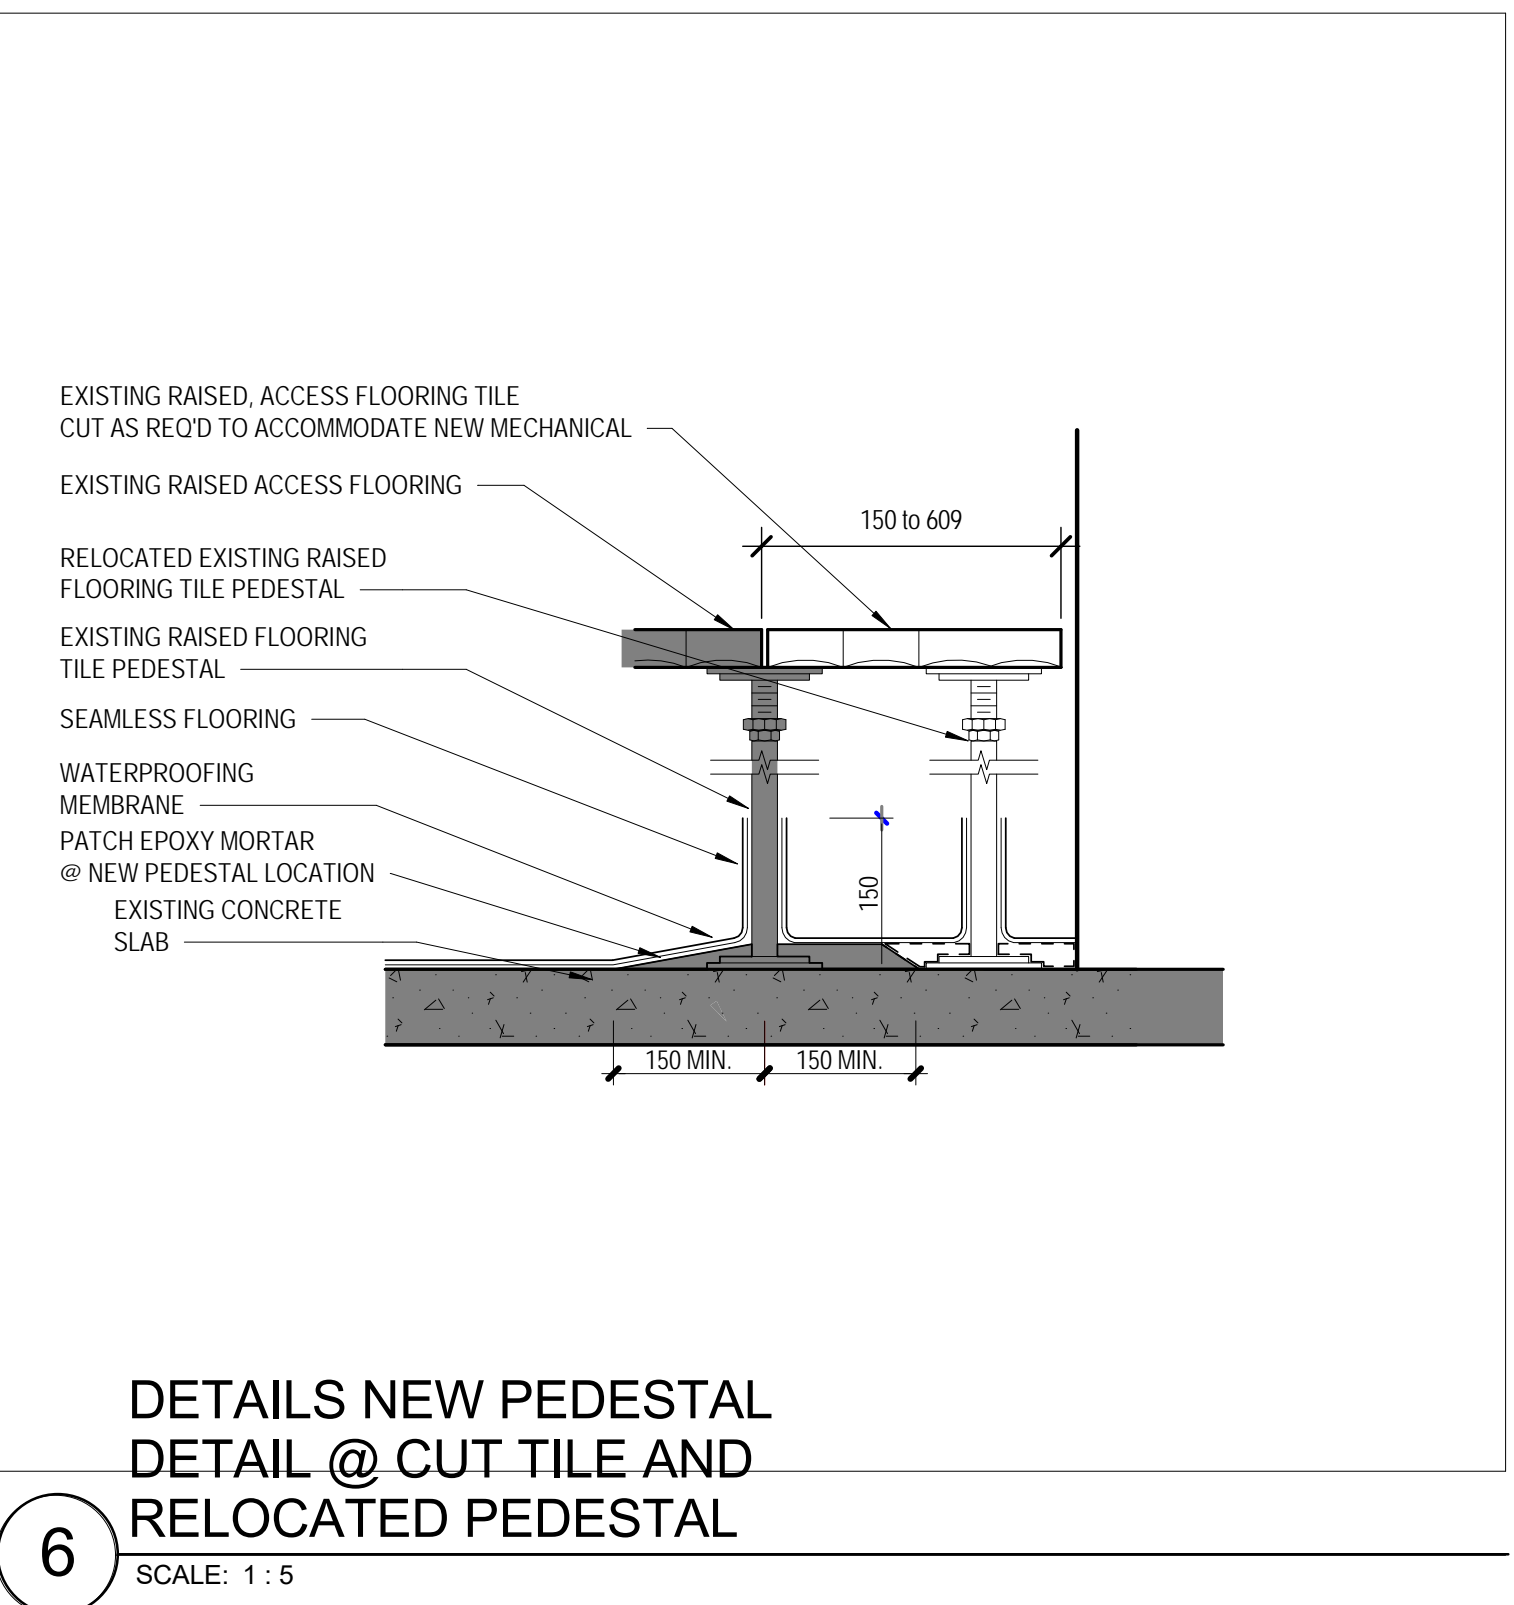 EXISTING RAISED, ACCESS FLOORING TILE
CUT AS REQ'D TO ACCOMMODATE NEW MECHANICAL
EXISTING RAISED ACCESS FLOORING
150 to 609
RELOCATED EXISTING RAISED
FLOORING TILE PEDESTAL
EXISTING RAISED FLOORING
TILE PEDESTAL
SEAMLESS FLOORING
WATERPROOFING
MEMBRANE
PATCH EPOXY MORTAR
@ NEW PEDESTAL LOCATION
150
EXISTING CONCRETE
SLAB
150 MIN.
150 MIN.
DETAILS NEW PEDESTAL
DETAIL @ CUT TILE AND
RELOCATED PEDESTAL
6
SCALE: 1 : 5